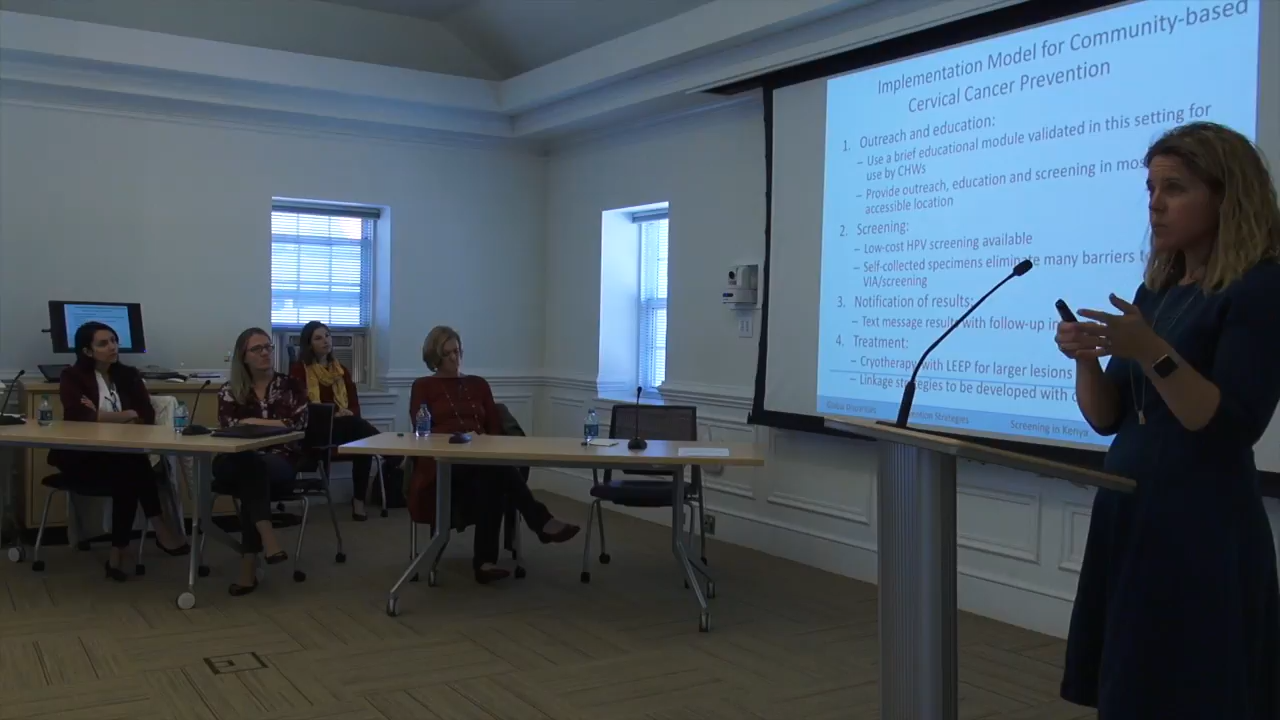 Implementation Model for Community-based
Cervical Cancer Prevention
1. Outreach and education:
– Use a brief educational module validated in this setting for
use by CHWs
– Provide outreach, education and screening in
accessible location
2. Screening:
– Low-cost HPV screening available
– Self-collected specimens eliminate many barriers
VIA/screening
3. Notification of results:
– Text message results with follow-up
4. Treatment:
– Cryotherapy with LEEP for larger lesions
– Linkage strategies to be developed with
Strategies
Screening in Kenya